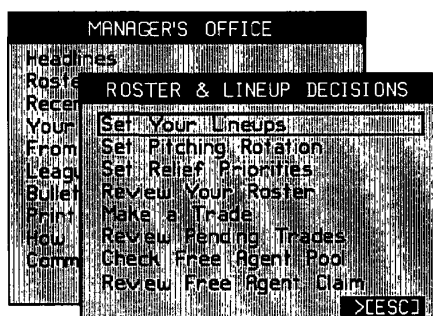 MANAGER'S OFFICE
Headlines
Roste
Recen
Your
From
Leagu
Bullet
Print
How
Comm
ROSTER & LINEUP DECISIONS
Set Your Lineups
Set Pitching Rotation
Set Relief Priorities
Review Your Roster
Make a Trade
Review Pending Trades
Check Free Agent Pool
Review Free Agent Claim
>[ESC]